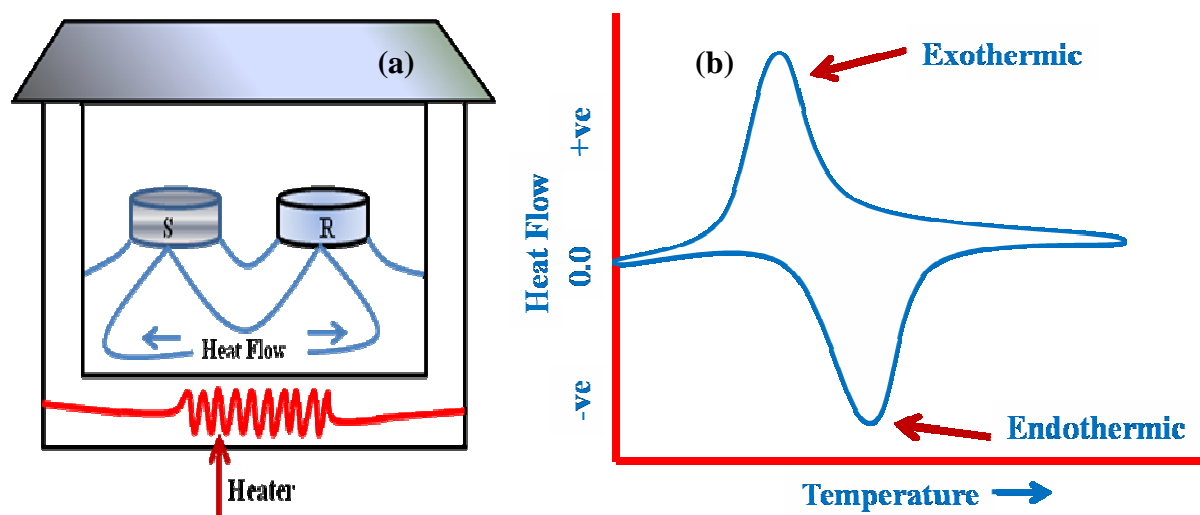 (a)
S
R
Heat Flow
Heater
(b)
Exothermic
+ve
0.0
-ve
Heat Flow
Endothermic
Temperature